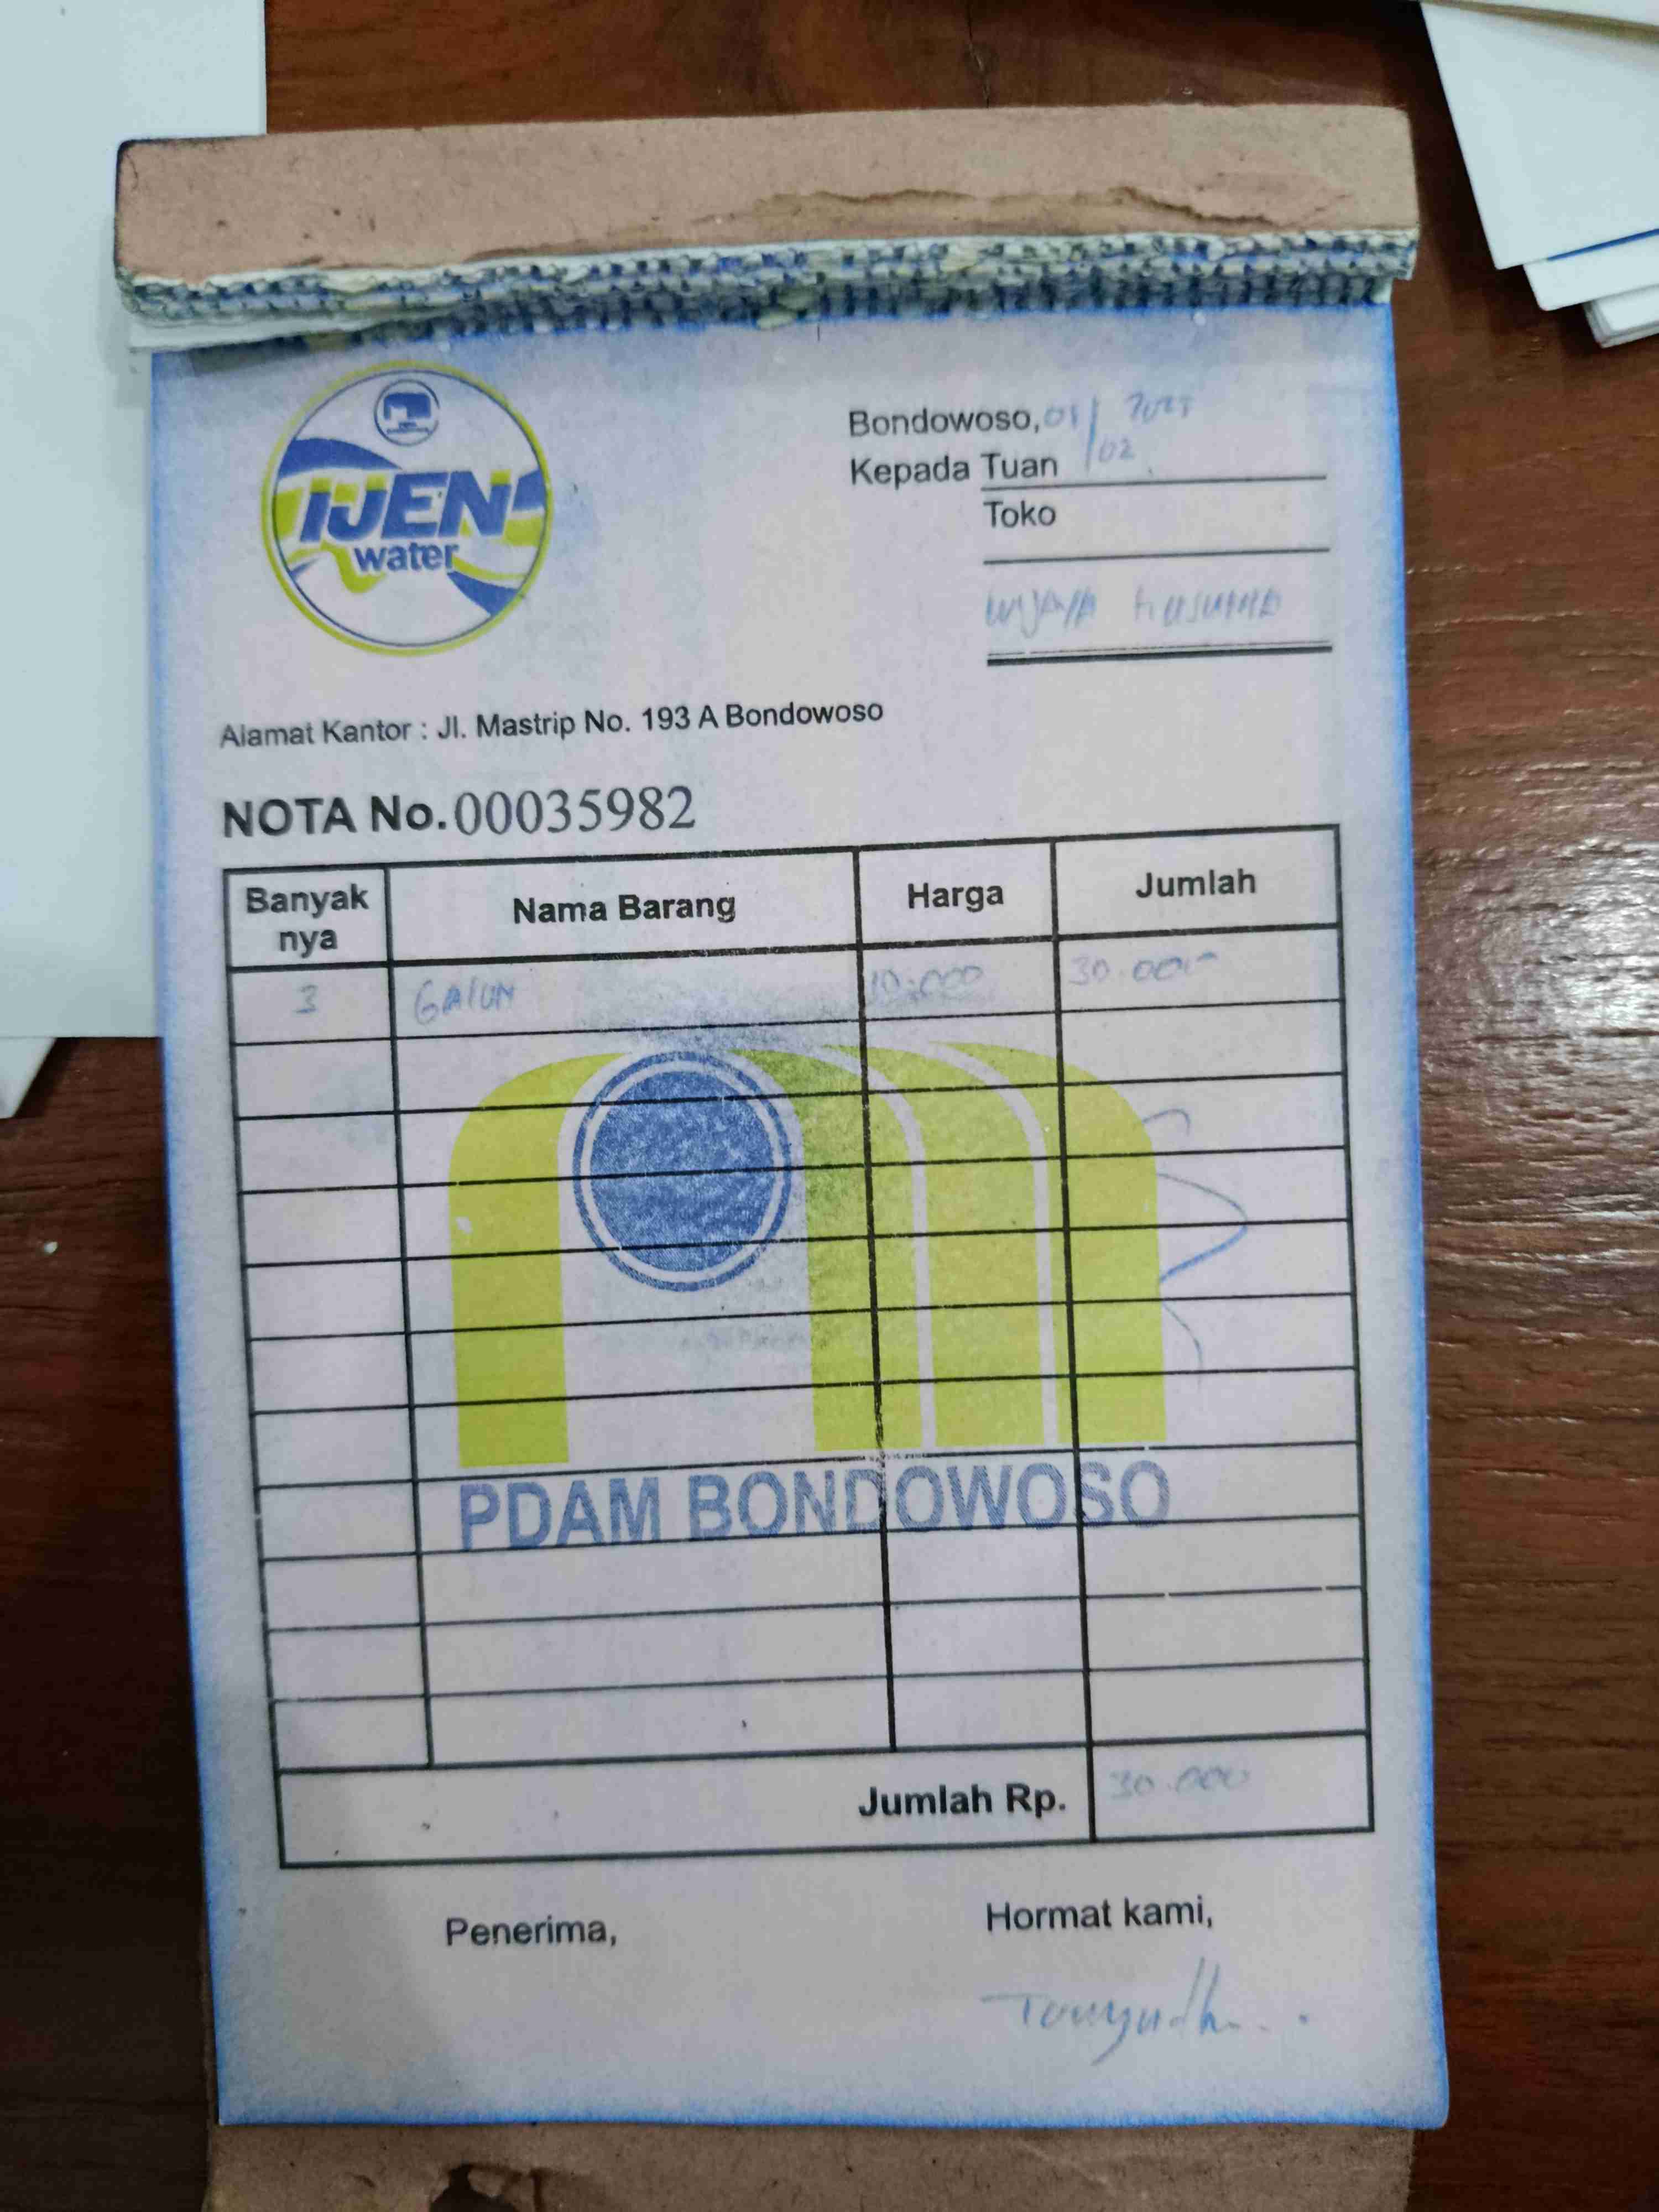 IJEN
water
Bondowoso, 01/02
Kepada Tuan
Toko
WIJAYA KUSUMA
Alamat Kantor : Jl. Mastrip No. 193 A Bondowoso
NOTA No. 00035982
Banyak nya Nama Barang Harga Jumlah
3 GALON 10.000 30.000
PDAM BONDOWOSO
Jumlah Rp. 30.000
Penerima, Hormat kami,